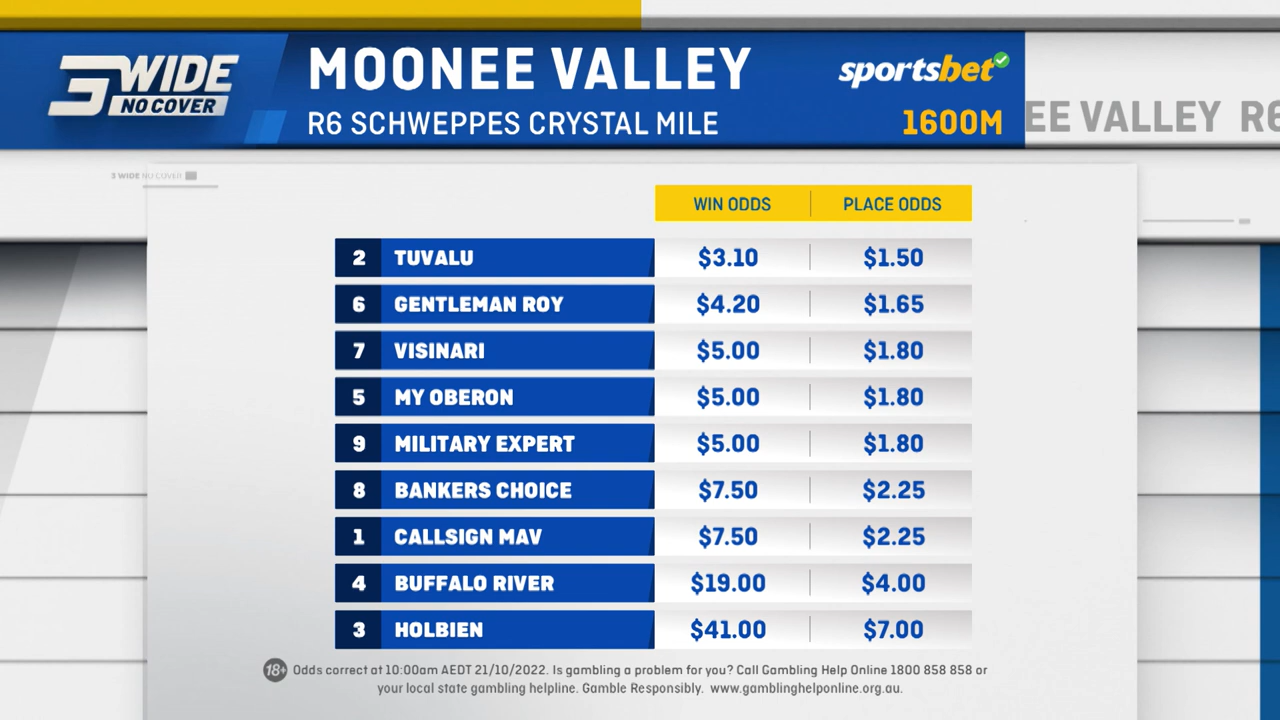 3 WIDE
NO COVER
MOONEE VALLEY
R6 SCHWEPPES CRYSTAL MILE
sportsbet
1600M
EE VALLEY R6
3 WIDE NO COVER
WIN ODDS PLACE ODDS
2 TUVALU $3.10 $1.50
6 GENTLEMAN ROY $4.20 $1.65
7 VISINARI $5.00 $1.80
5 MY OBERON $5.00 $1.80
9 MILITARY EXPERT $5.00 $1.80
8 BANKERS CHOICE $7.50 $2.25
1 CALLSIGN MAV $7.50 $2.25
4 BUFFALO RIVER $19.00 $4.00
3 HOLBIEN $41.00 $7.00
18+ Odds correct at 10:00am AEDT 21/10/2022. Is gambling a problem for you? Call Gambling Help Online 1800 858 858 or
your local state gambling helpline. Gamble Responsibly. www.gamblinghelponline.org.au.